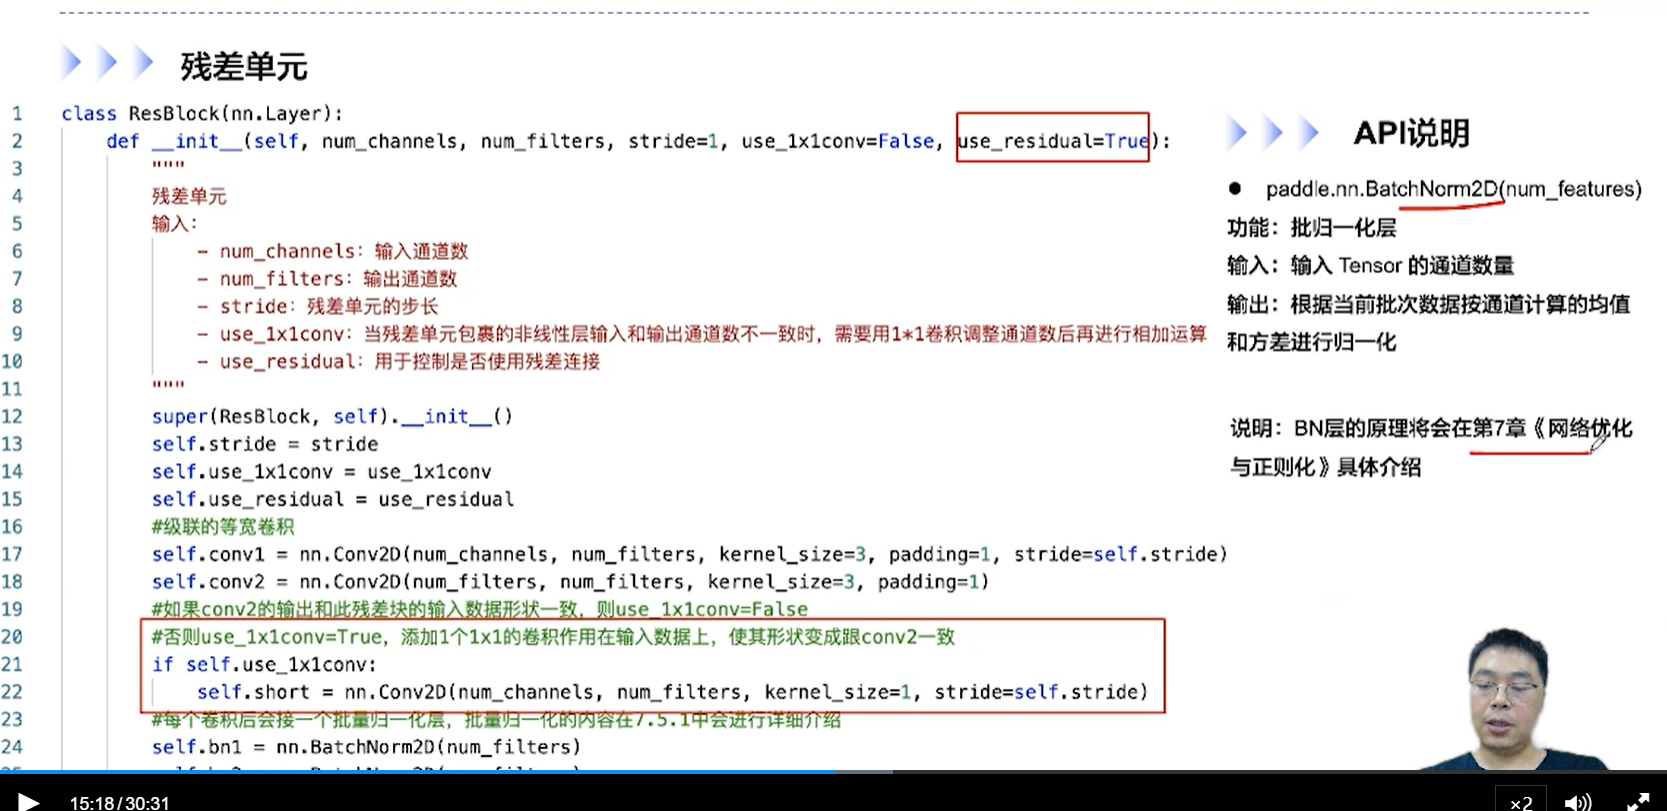 残差单元
1 class ResBlock(nn.Layer):
2 def __init__(self, num_channels, num_filters, stride=1, use_1x1conv=False, use_residual=True):
3 """
4 残差单元
5 输入:
6 - num_channels: 输入通道数
7 - num_filters: 输出通道数
8 - stride: 残差单元的步长
9 - use_1x1conv: 当残差单元包裹的非线性层输入和输出通道数不一致时，需要用1*1卷积调整通道数后再进行相加运算
10 - use_residual: 用于控制是否使用残差连接
11 """
12 super(ResBlock, self).__init__()
13 self.stride = stride
14 self.use_1x1conv = use_1x1conv
15 self.use_residual = use_residual
16 #级联的等宽卷积
17 self.conv1 = nn.Conv2D(num_channels, num_filters, kernel_size=3, padding=1, stride=self.stride)
18 self.conv2 = nn.Conv2D(num_filters, num_filters, kernel_size=3, padding=1)
19 #如果conv2的输出和此残差块的输入数据形状一致，则use_1x1conv=False
20 #否则use_1x1conv=True，添加1个1x1的卷积作用在输入数据上，使其形状变成跟conv2一致
21 if self.use_1x1conv:
22 self.short = nn.Conv2D(num_channels, num_filters, kernel_size=1, stride=self.stride)
23 #每个卷积后会接一个批量归一化层，批量归一化的内容在7.5.1中会进行详细介绍
24 self.bn1 = nn.BatchNorm2D(num_filters)
API说明
● paddle.nn.BatchNorm2D(num_features)
功能：批归一化层
输入：输入 Tensor 的通道数量
输出：根据当前批次数据按通道计算的均值
和方差进行归一化
说明：BN层的原理将会在第7章《网络优化
与正则化》具体介绍
15:18/30:31
×2